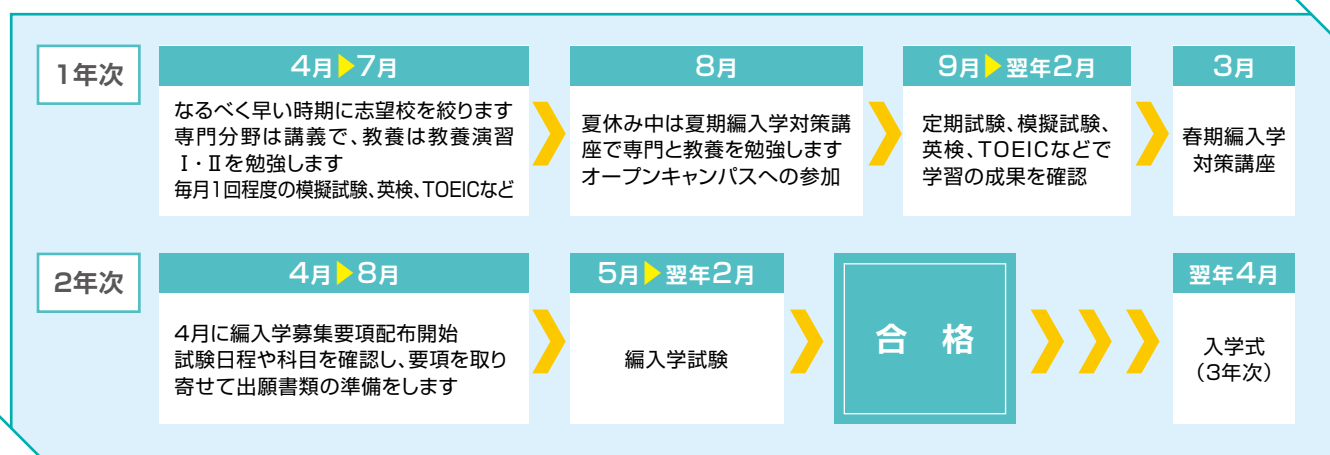 1年次
4月▶7月
なるべく早い時期に志望校を絞ります
専門分野は講義で、教養は教養演習
Ⅰ・Ⅱを勉強します
毎月1回程度の模擬試験、英検、TOEICなど
8月
夏休み中は夏期編入学対策講
座で専門と教養を勉強します
オープンキャンパスへの参加
9月▶翌年2月
定期試験、模擬試験、
英検、TOEICなどで
学習の成果を確認
3月
春期編入学
対策講座
2年次
4月▶8月
4月に編入学募集要項配布開始
試験日程や科目を確認し、要項を取り
寄せて出願書類の準備をします
5月▶翌年2月
編入学試験
合 格
翌年4月
入学式
(3年次)